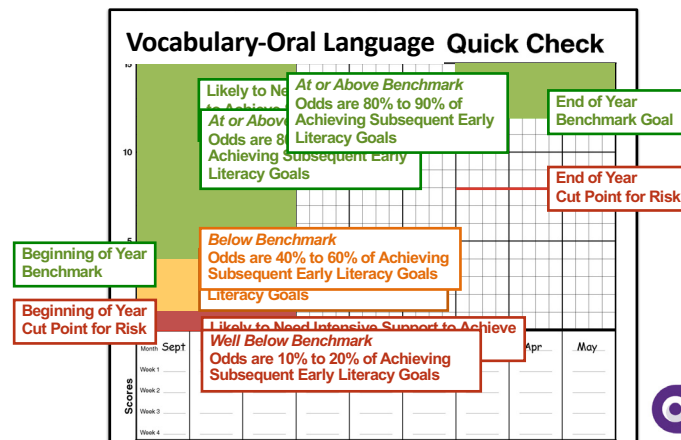 Vocabulary-Oral Language Quick Check
15
10
5
Likely to Ne
to Achieve
At or Above
Odds are 80
Achieving Subsequent Early
Literacy Goals
At or Above Benchmark
Odds are 80% to 90% of
Achieving Subsequent Early
Literacy Goals
End of Year
Benchmark Goal
End of Year
Cut Point for Risk
Beginning of Year
Benchmark
Below Benchmark
Odds are 40% to 60% of Achieving
Subsequent Early Literacy Goals
Literacy Goals
Beginning of Year
Cut Point for Risk
Likely to Need Intensive Support to Achieve
Well Below Benchmark
Odds are 10% to 20% of Achieving
Subsequent Early Literacy Goals
Month Sept Apr May
Scores
Week 1
Week 2
Week 3
Week 4